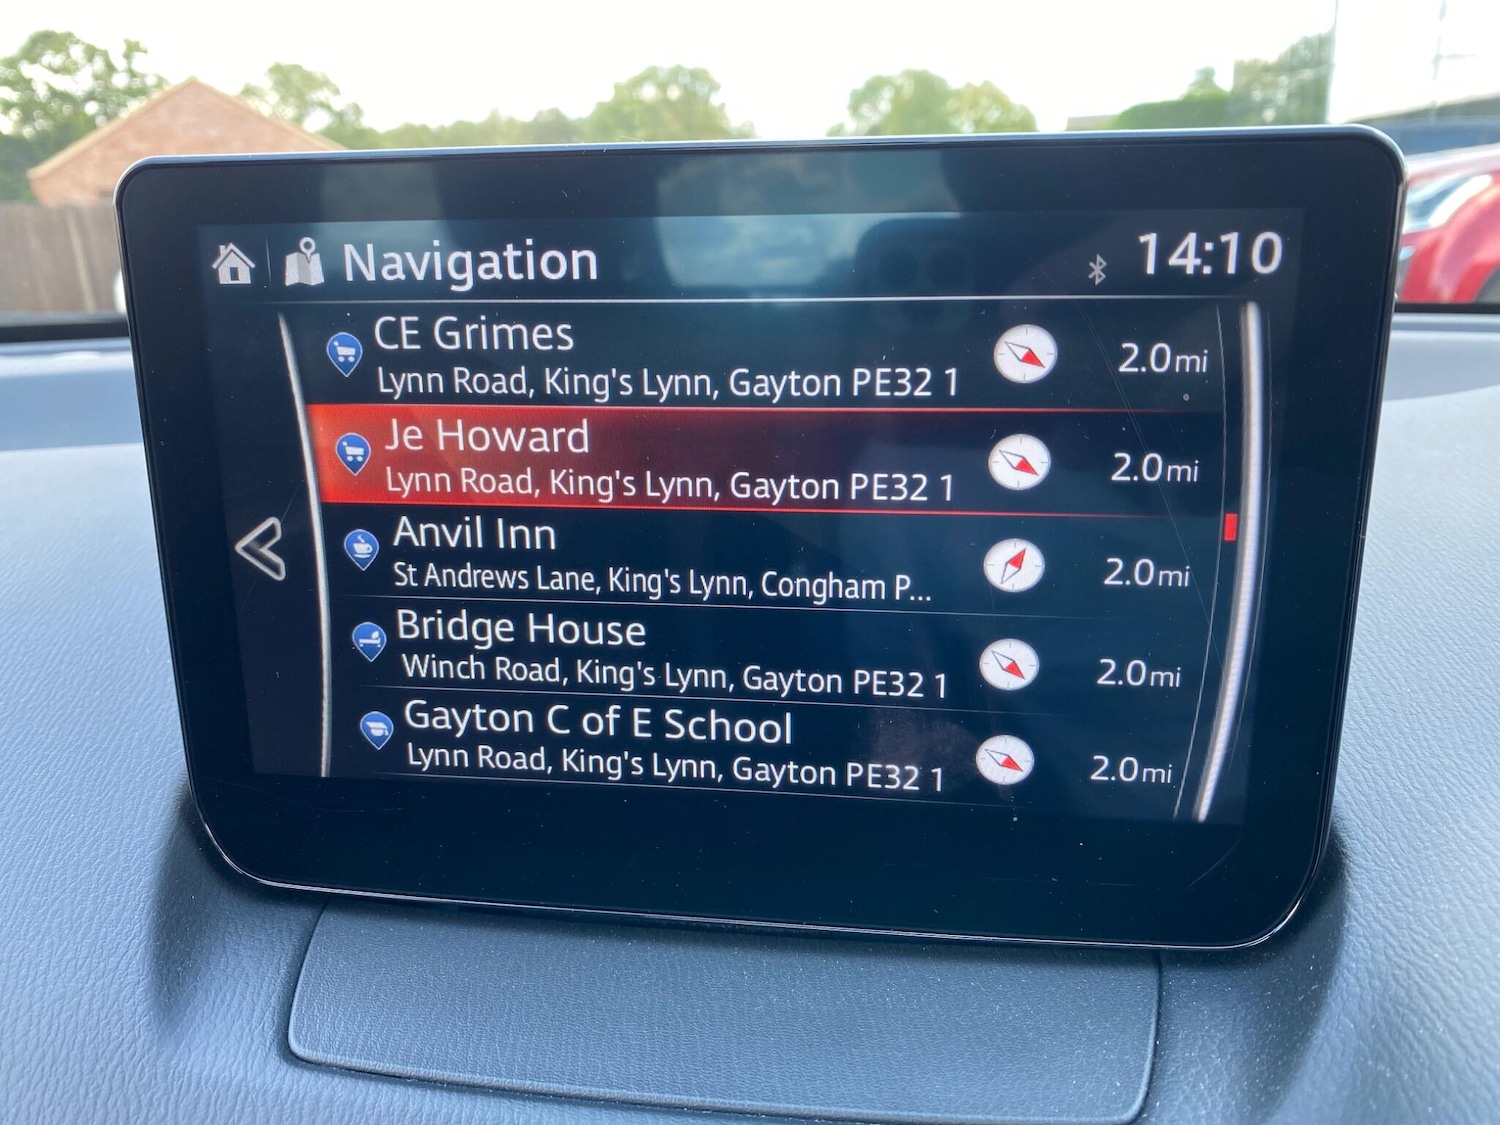 Navigation 14:10
CE Grimes
Lynn Road, King's Lynn, Gayton PE32 1 2.0mi
Je Howard
Lynn Road, King's Lynn, Gayton PE32 1 2.0mi
Anvil Inn
St Andrews Lane, King's Lynn, Congham P... 2.0mi
Bridge House
Winch Road, King's Lynn, Gayton PE32 1 2.0mi
Gayton C of E School
Lynn Road, King's Lynn, Gayton PE32 1 2.0mi